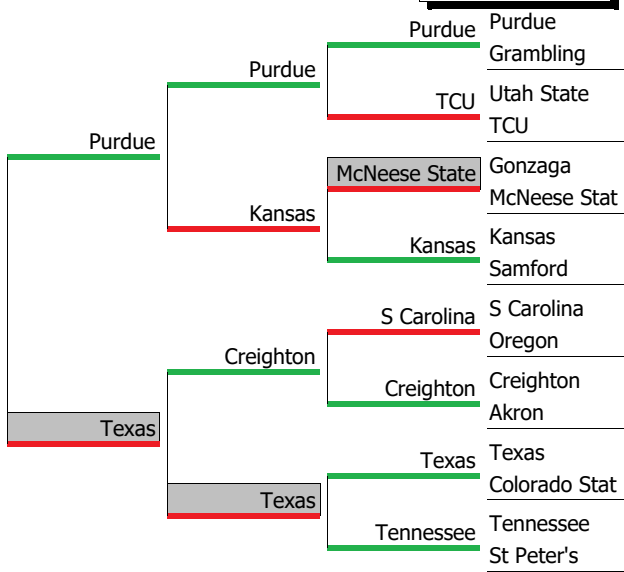 Purdue
Purdue
Grambling
Purdue
TCU
Utah State
TCU
Purdue
McNeese State
Gonzaga
McNeese Stat
Kansas
Kansas
Kansas
Samford
S Carolina
S Carolina
Oregon
Creighton
Creighton
Creighton
Akron
Texas
Texas
Texas
Colorado Stat
Texas
Tennessee
Tennessee
St Peter's